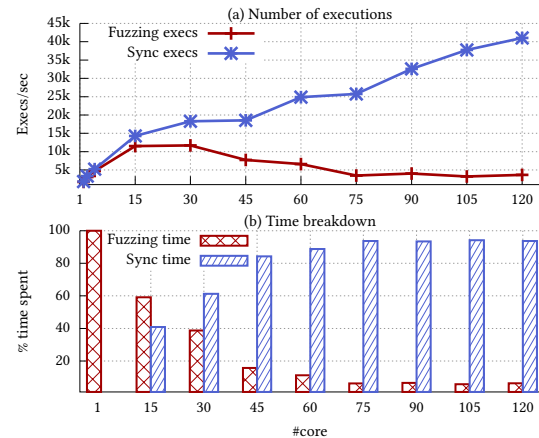 (a) Number of executions
Fuzzing execs
Sync execs
Execs/sec
45k
40k
35k
30k
25k
20k
15k
10k
5k
1 15 30 45 60 75 90 105 120
(b) Time breakdown
Fuzzing time
Sync time
% time spent
100
80
60
40
20
1 15 30 45 60 75 90 105 120
#core